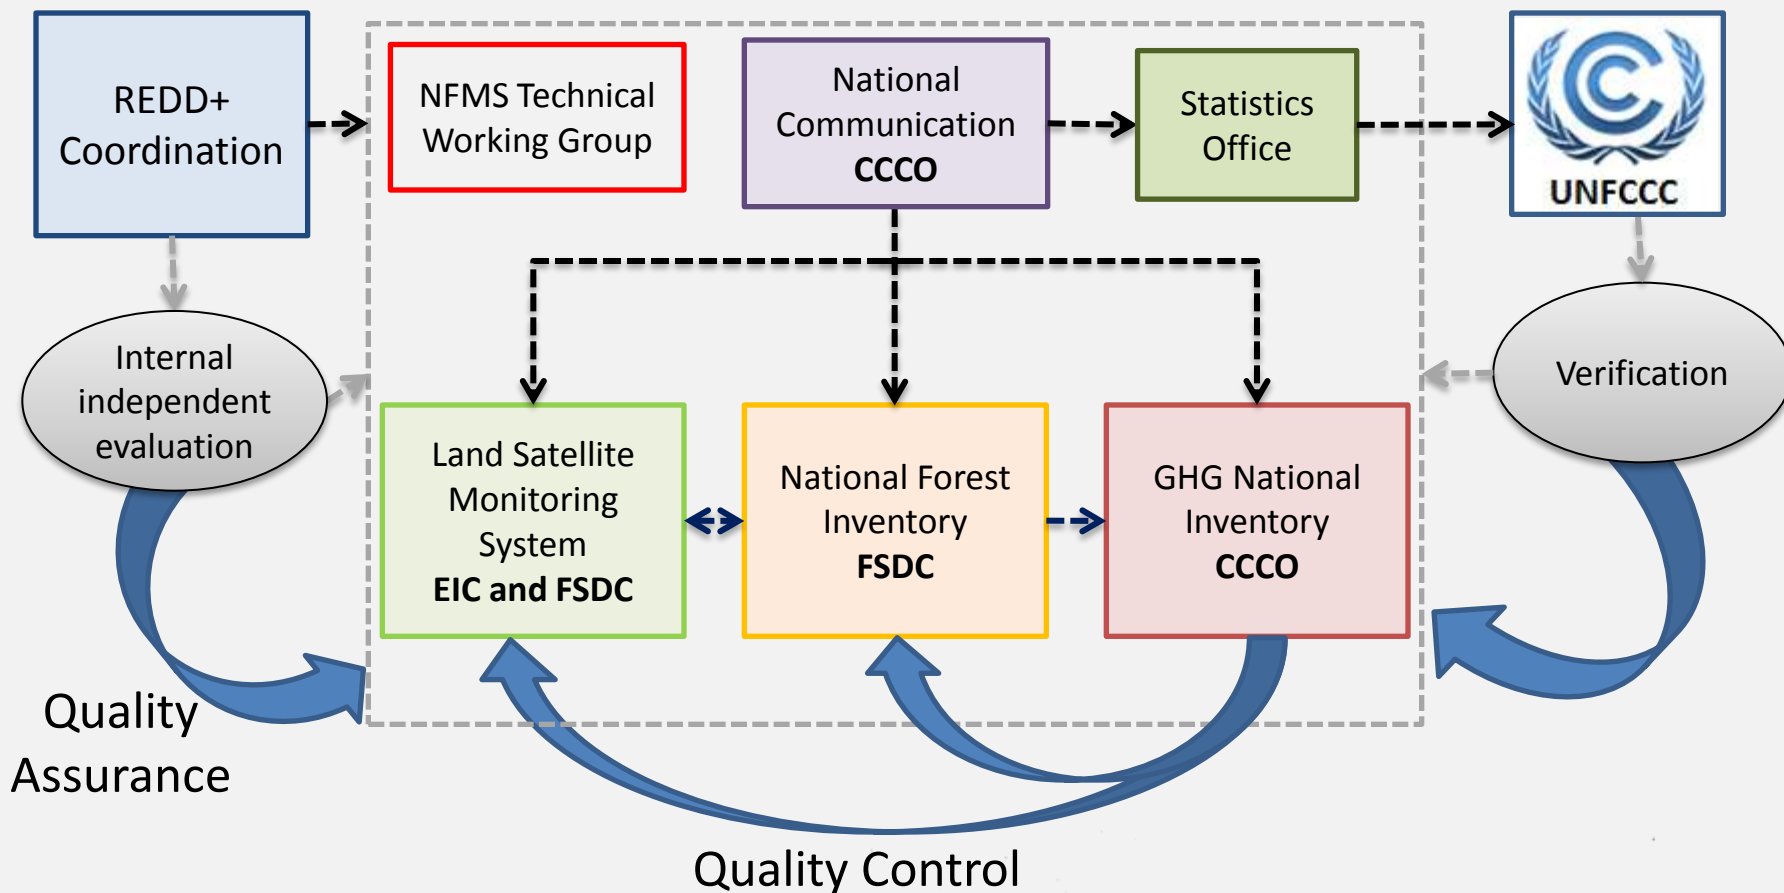 REDD+
Coordination
NFMS Technical
Working Group
National
Communication
CCCO
Statistics
Office
UNFCCC
Internal
independent
evaluation
Verification
Land Satellite
Monitoring
System
EIC and FSDC
National Forest
Inventory
FSDC
GHG National
Inventory
CCCO
Quality
Assurance
Quality Control